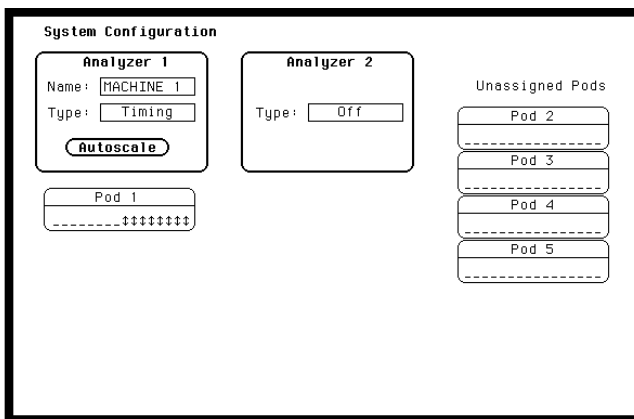 System Configuration
Analyzer 1
Name: MACHINE 1
Type: Timing
Autoscale
Analyzer 2
Type: Off
Unassigned Pods
Pod 1
--------↕↕↕↕↕↕↕↕
Pod 2
----------------
Pod 3
----------------
Pod 4
----------------
Pod 5
----------------